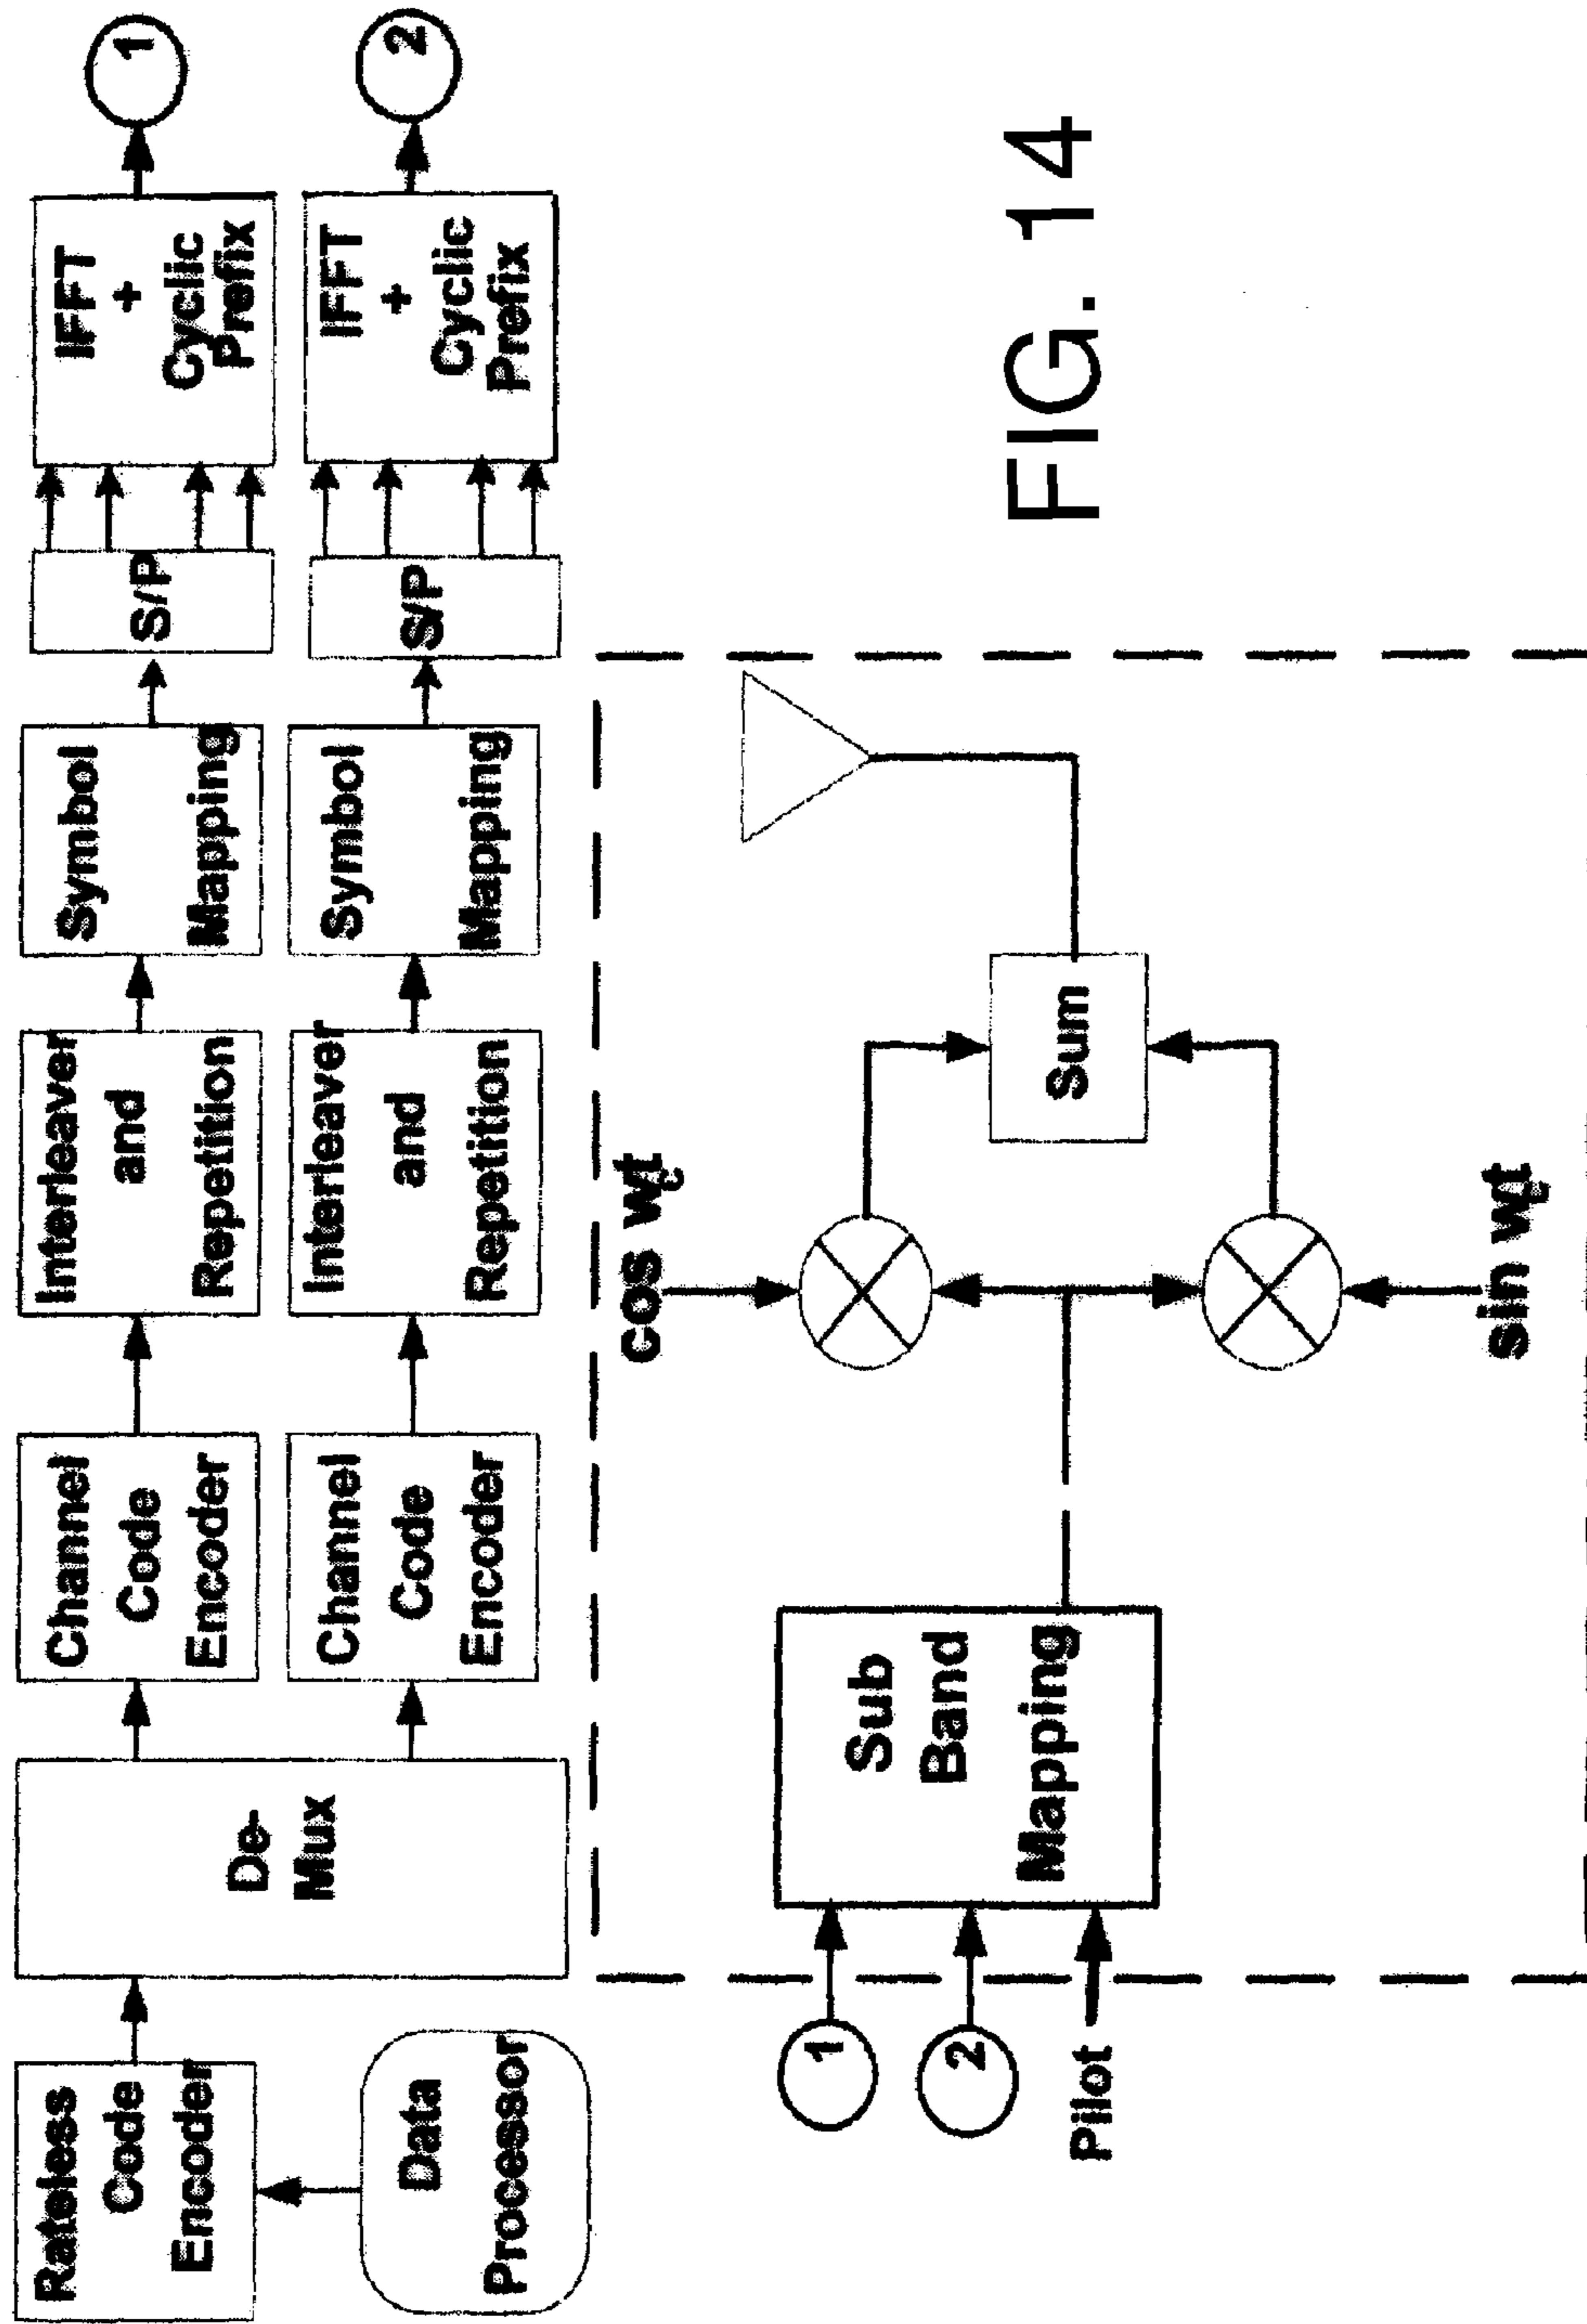 Rateless
Code
Encoder
Data
Processor
De-
Mux
Channel
Code
Encoder
Interleaver
and
Repetition
Symbol
Mapping
S/P
IFFT
+
Cyclic
Prefix
1
Channel
Code
Encoder
Interleaver
and
Repetition
Symbol
Mapping
S/P
IFFT
+
Cyclic
Prefix
2
1
2
Pilot
Sub
Band
Mapping
cos wct
sin wct
Sum
FIG. 14